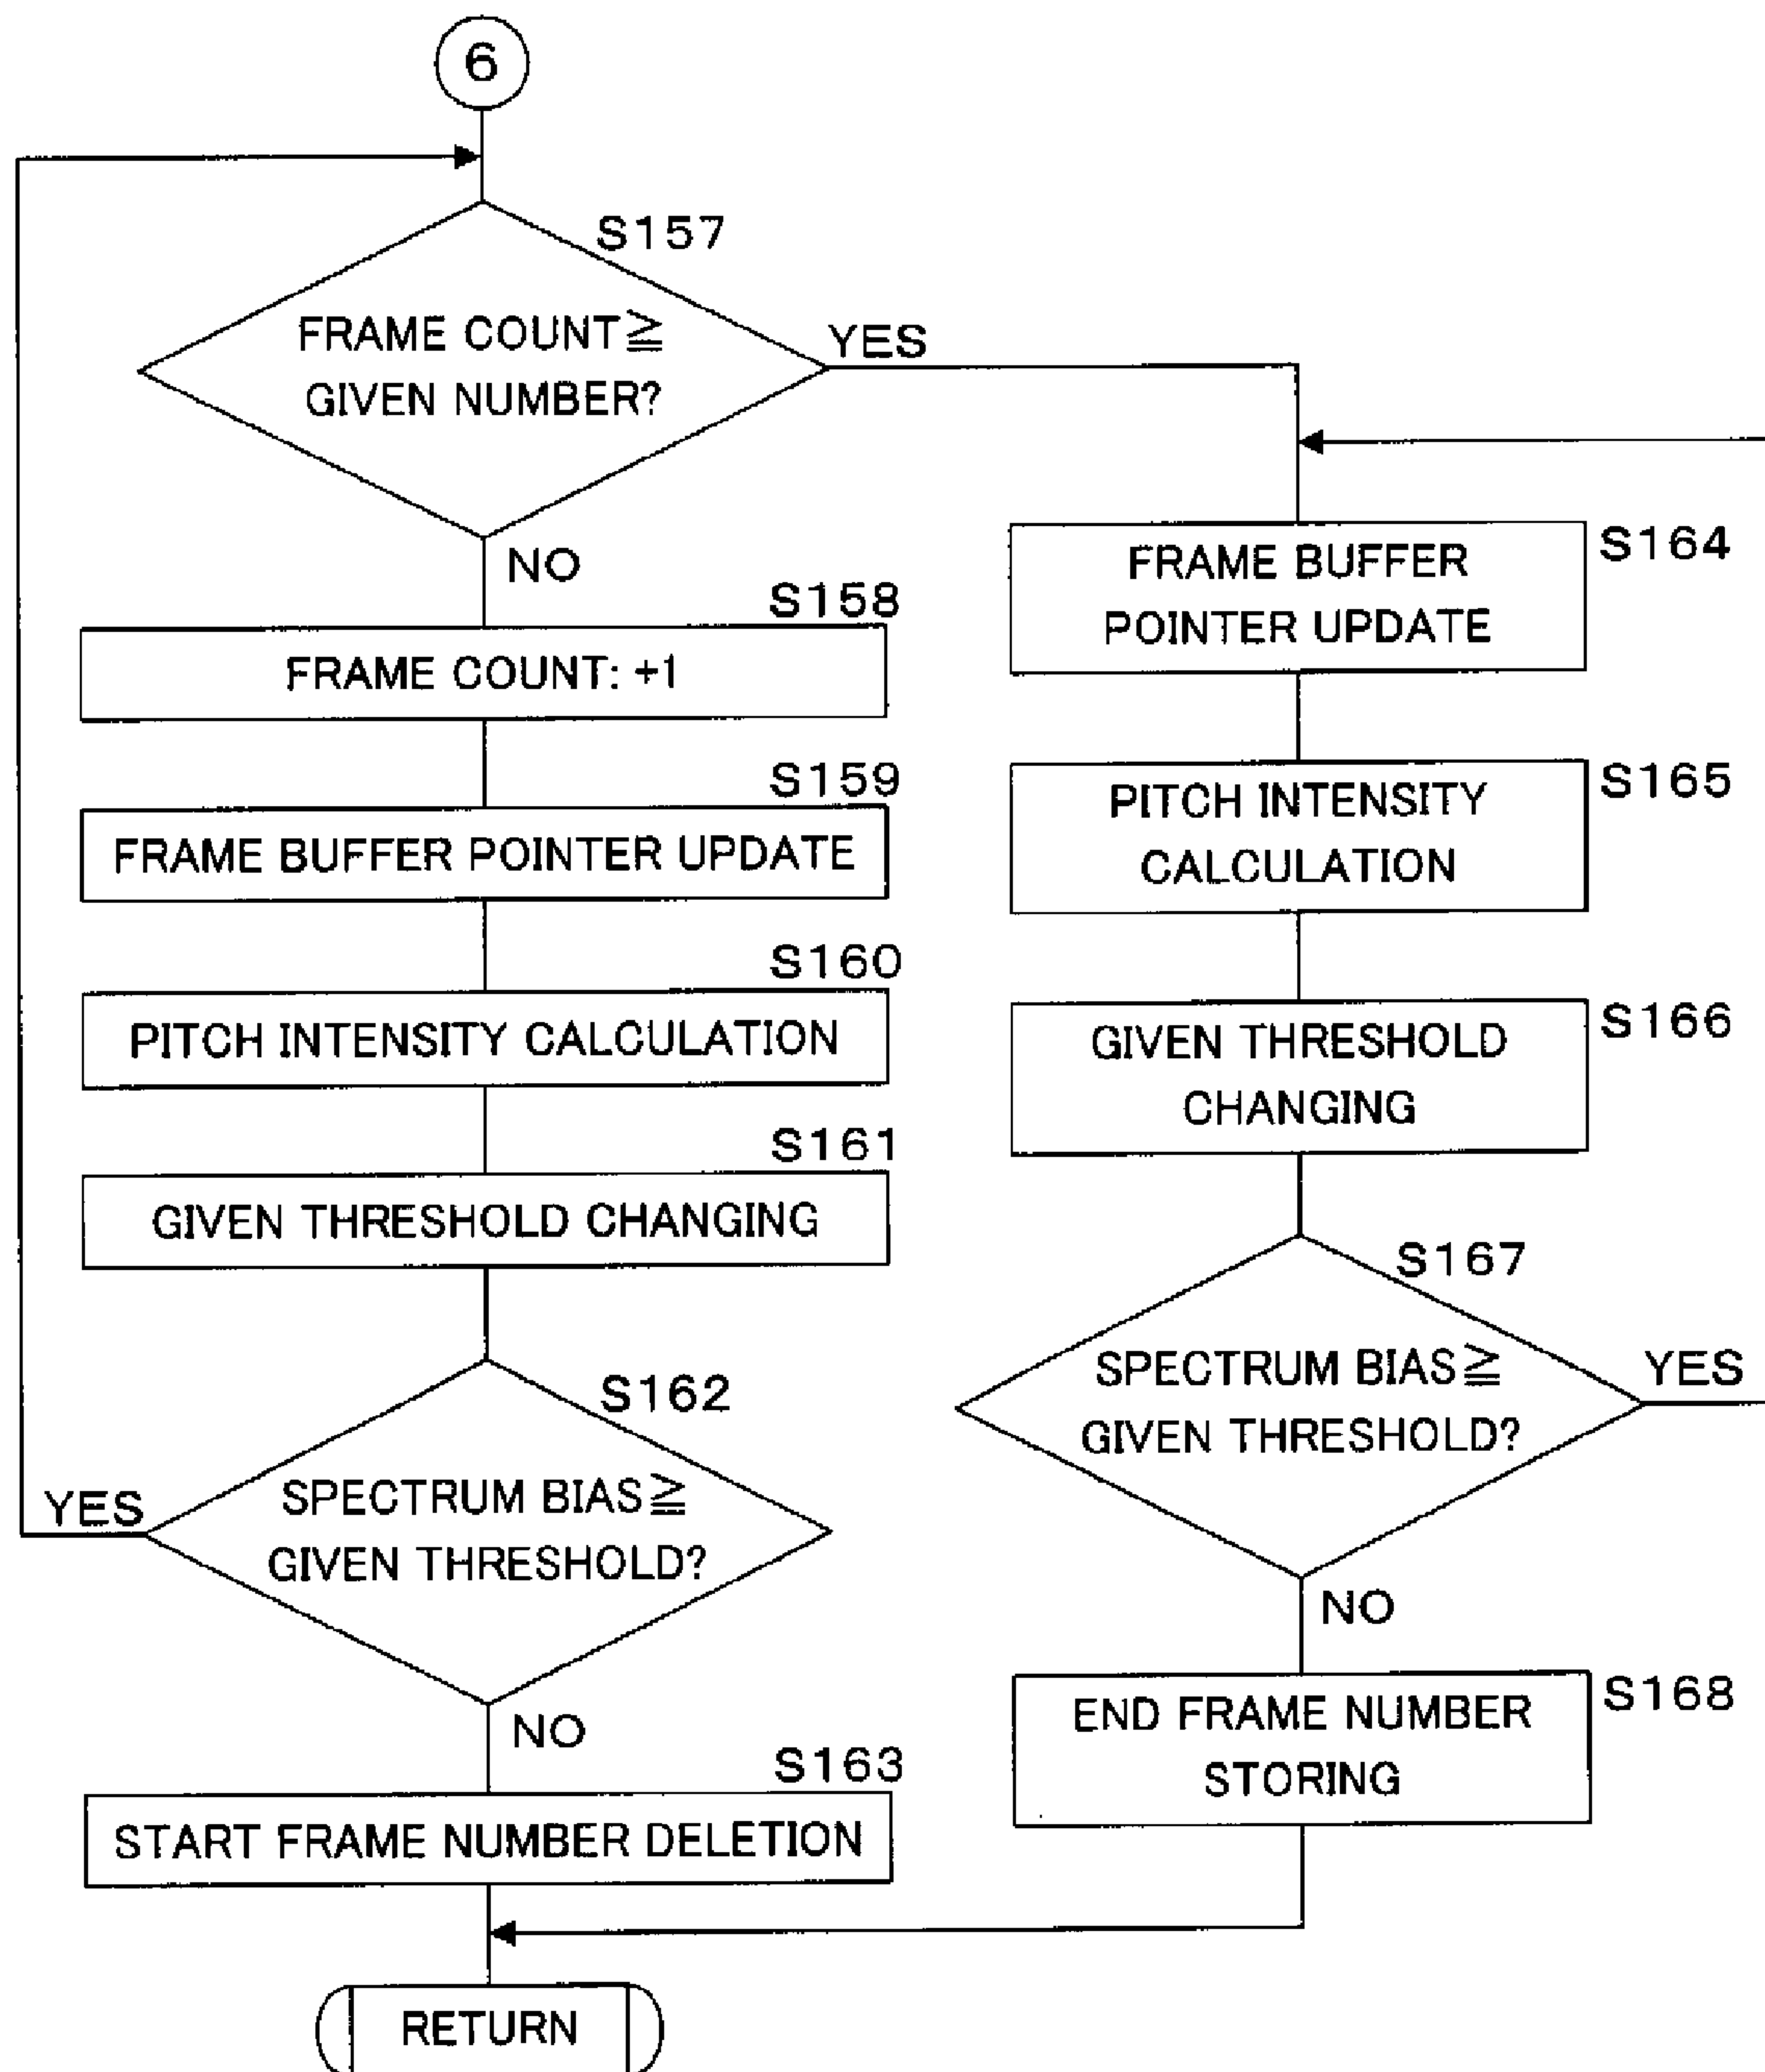 6
S157
FRAME COUNT≧
GIVEN NUMBER?
YES
NO
S158
FRAME COUNT: +1
S159
FRAME BUFFER POINTER UPDATE
S160
PITCH INTENSITY CALCULATION
S161
GIVEN THRESHOLD CHANGING
S162
SPECTRUM BIAS≧
GIVEN THRESHOLD?
YES
NO
S163
START FRAME NUMBER DELETION
S164
FRAME BUFFER
POINTER UPDATE
S165
PITCH INTENSITY
CALCULATION
S166
GIVEN THRESHOLD
CHANGING
S167
SPECTRUM BIAS≧
GIVEN THRESHOLD?
YES
NO
S168
END FRAME NUMBER
STORING
RETURN